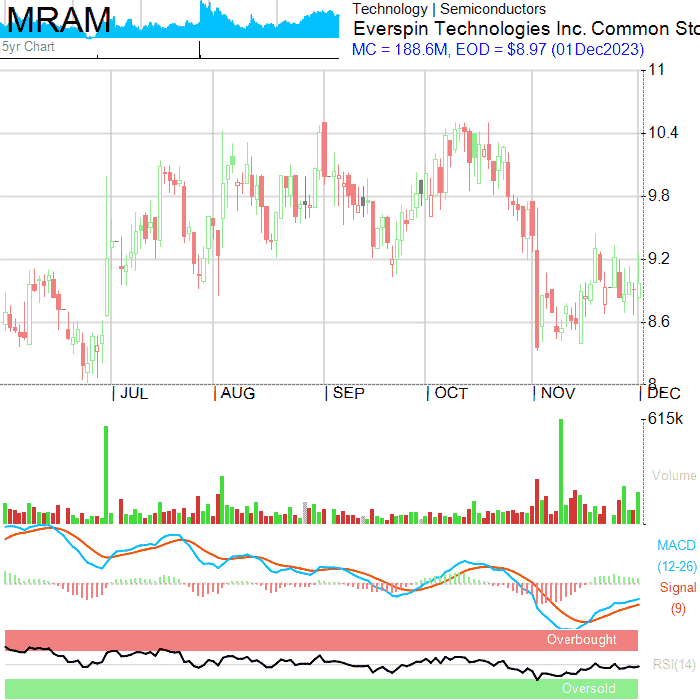 MRAM
5yr Chart
Technology | Semiconductors
Everspin Technologies Inc. Common Sto
MC = 188.6M, EOD = $8.97 (01Dec2023)
11
10.4
9.8
9.2
8.6
8
JUL
AUG
SEP
OCT
NOV
DEC
615k
Volume
MACD
(12-26)
Signal
(9)
Overbought
RSI(14)
Oversold